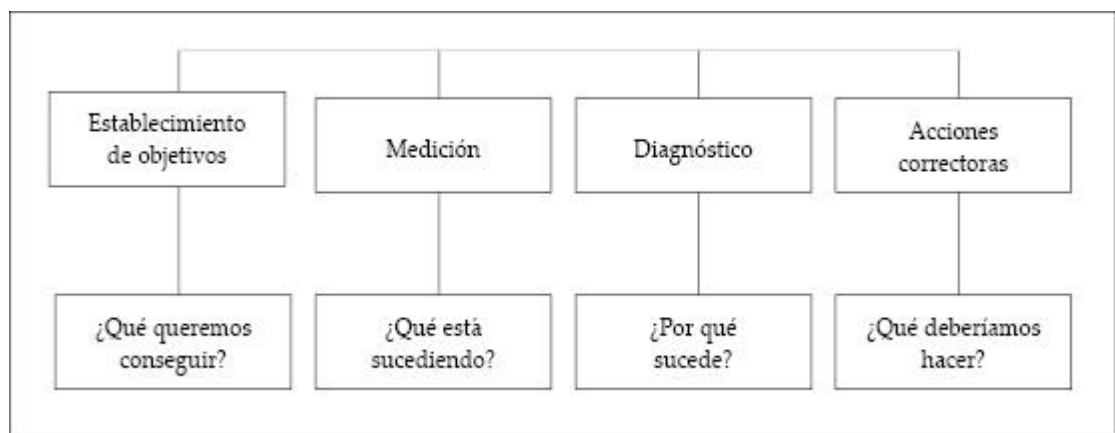 Establecimiento
de objetivos
Medición
Diagnóstico
Acciones
correctoras
¿Qué queremos
conseguir?
¿Qué está
sucediendo?
¿Por qué
sucede?
¿Qué deberíamos
hacer?